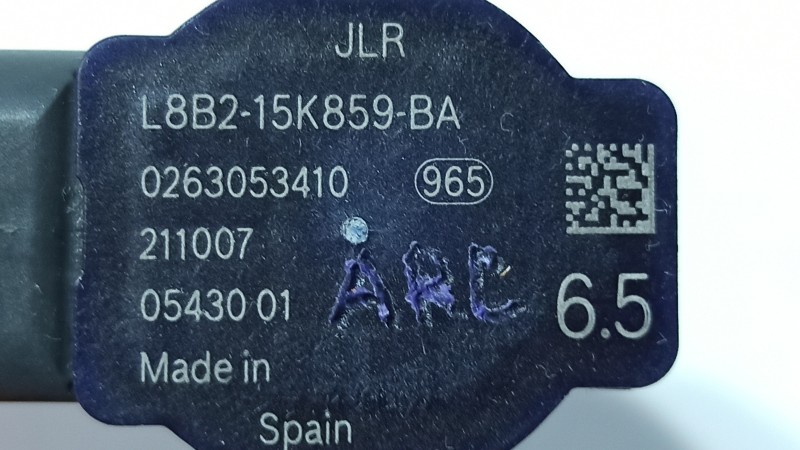 JLR
L8B2-15K859-BA
0263053410 965
211007
05430 01 ARC 6.5
Made in
Spain